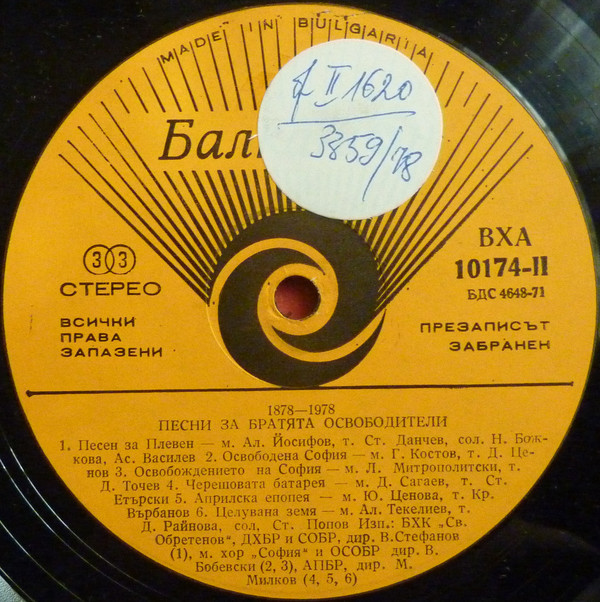 MADE IN BULGARIA
f II 1620
3859/78
Бал
33
СТЕРЕО
ВСИЧКИ
ПРАВА
ЗАПАЗЕНИ
ВХА
10174-II
БДС 4648-71
ПРЕЗАПИСЪТ
ЗАБРАНЕН
1878—1978
ПЕСНИ ЗА БРАТЯТА ОСВОБОДИТЕЛИ
1. Песен за Плевен — м. Ал. Йосифов, т. Ст. Данчев, сол. Н. Бож-
кова, Ас. Василев 2. Освободена София — м. Г. Костов, т. Д. Це-
нов 3. Освобождението на София — м. Л. Митрополитски, т.
Д. Точев 4. Черешовата батарея — м. Д. Сагаев, т. Ст.
Етърски 5. Априлска епопея — м. Ю. Ценова, т. Кр.
Върбанов 6. Целувана земя — м. Ал. Текелиев, т.
Д. Райнова, сол. Ст. Попов Изп.: БХК „Св.
Обретенов“, ДХБР и СОБР, дир. В.Стефанов
(1), м. хор „София“ и ОСОБР дир. В.
Бобевски (2, 3), АПБР, дир. М.
Милков (4, 5, 6)